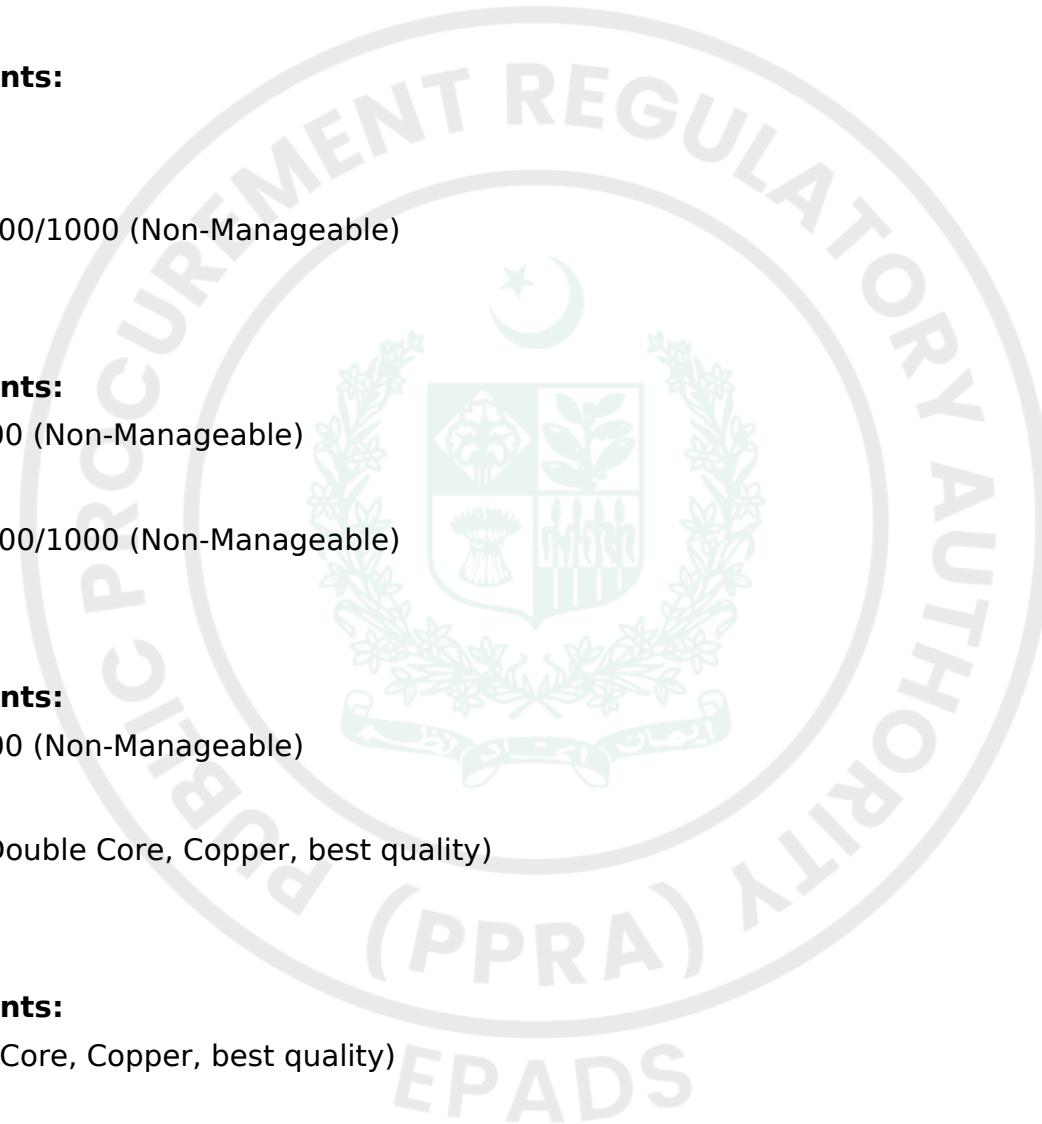 nts:
00/1000 (Non-Manageable)
nts:
00 (Non-Manageable)
00/1000 (Non-Manageable)
nts:
00 (Non-Manageable)
Double Core, Copper, best quality)
nts:
Core, Copper, best quality)
PUBLIC PROCUREMENT REGULATORY AUTHORITY
(PPRA)
EPADS